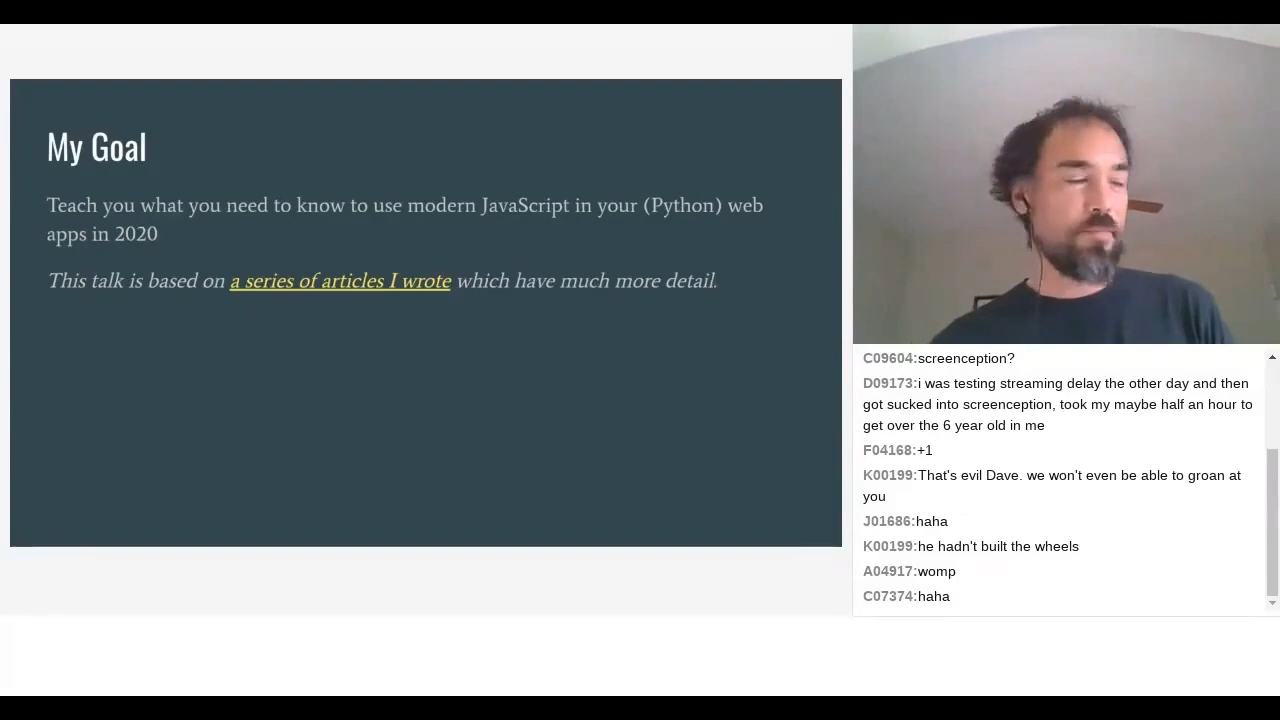 My Goal
Teach you what you need to know to use modern JavaScript in your (Python) web
apps in 2020
This talk is based on a series of articles I wrote which have much more detail.
C09604:screenception?
D09173:i was testing streaming delay the other day and then
got sucked into screenception, took my maybe half an hour to
get over the 6 year old in me
F04168:+1
K00199:That's evil Dave. we won't even be able to groan at
you
J01686:haha
K00199:he hadn't built the wheels
A04917:womp
C07374:haha